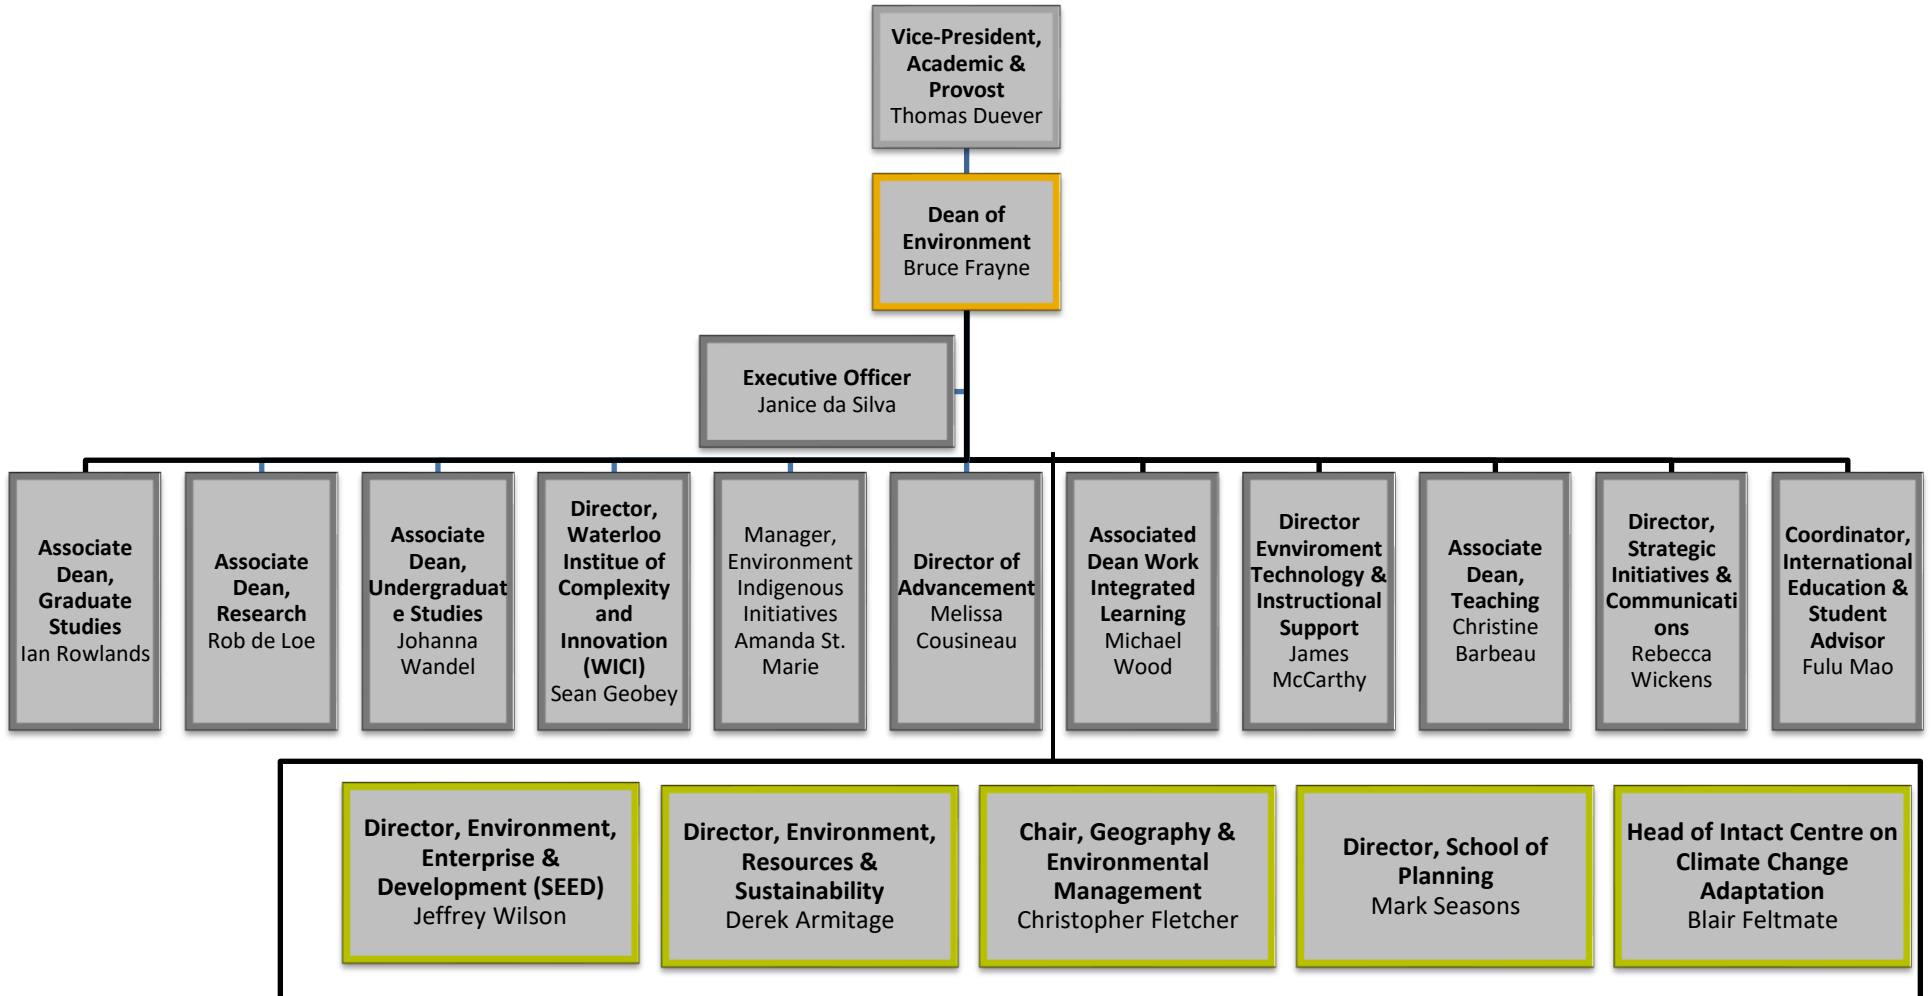 Vice-President,
Academic &
Provost
Thomas Duever
Dean of
Environment
Bruce Frayne
Executive Officer
Janice da Silva
Associate
Dean,
Graduate
Studies
Ian Rowlands
Associate
Dean,
Research
Rob de Loe
Associate
Dean,
Undergraduat
e Studies
Johanna
Wandel
Director,
Waterloo
Institue of
Complexity
and
Innovation
(WICI)
Sean Geobey
Manager,
Environment
Indigenous
Initiatives
Amanda St.
Marie
Director of
Advancement
Melissa
Cousineau
Associated
Dean Work
Integrated
Learning
Michael
Wood
Director
Evnviroment
Technology &
Instructional
Support
James
McCarthy
Associate
Dean,
Teaching
Christine
Barbeau
Director,
Strategic
Initiatives &
Communicati
ons
Rebecca
Wickens
Coordinator,
International
Education &
Student
Advisor
Fulu Mao
Director, Environment,
Enterprise &
Development (SEED)
Jeffrey Wilson
Director, Environment,
Resources &
Sustainability
Derek Armitage
Chair, Geography &
Environmental
Management
Christopher Fletcher
Director, School of
Planning
Mark Seasons
Head of Intact Centre on
Climate Change
Adaptation
Blair Feltmate